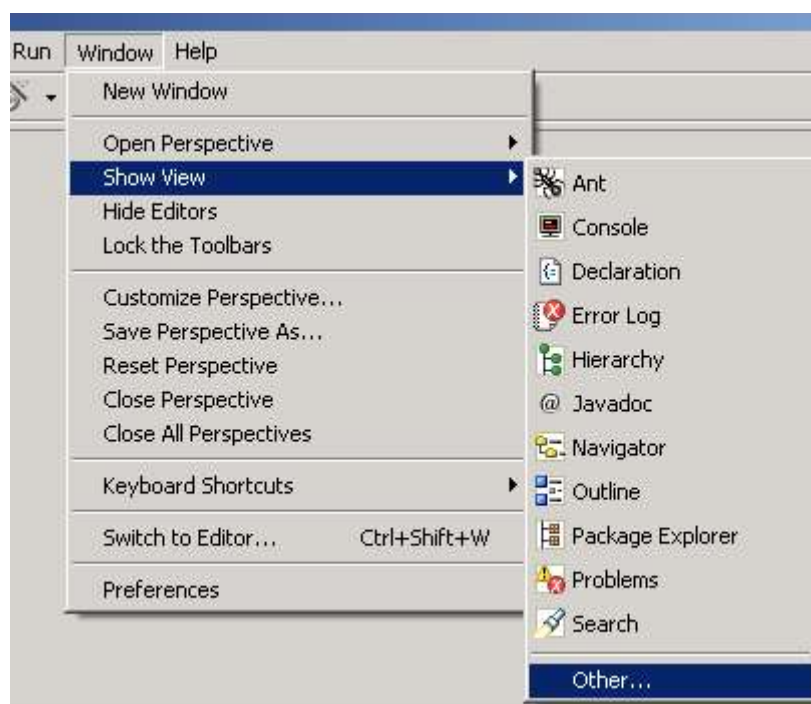 Run Window Help
New Window
Open Perspective
Show View
Hide Editors
Lock the Toolbars
Customize Perspective...
Save Perspective As...
Reset Perspective
Close Perspective
Close All Perspectives
Keyboard Shortcuts
Switch to Editor... Ctrl+Shift+W
Preferences
Ant
Console
Declaration
Error Log
Hierarchy
@ Javadoc
Navigator
Outline
Package Explorer
Problems
Search
Other...